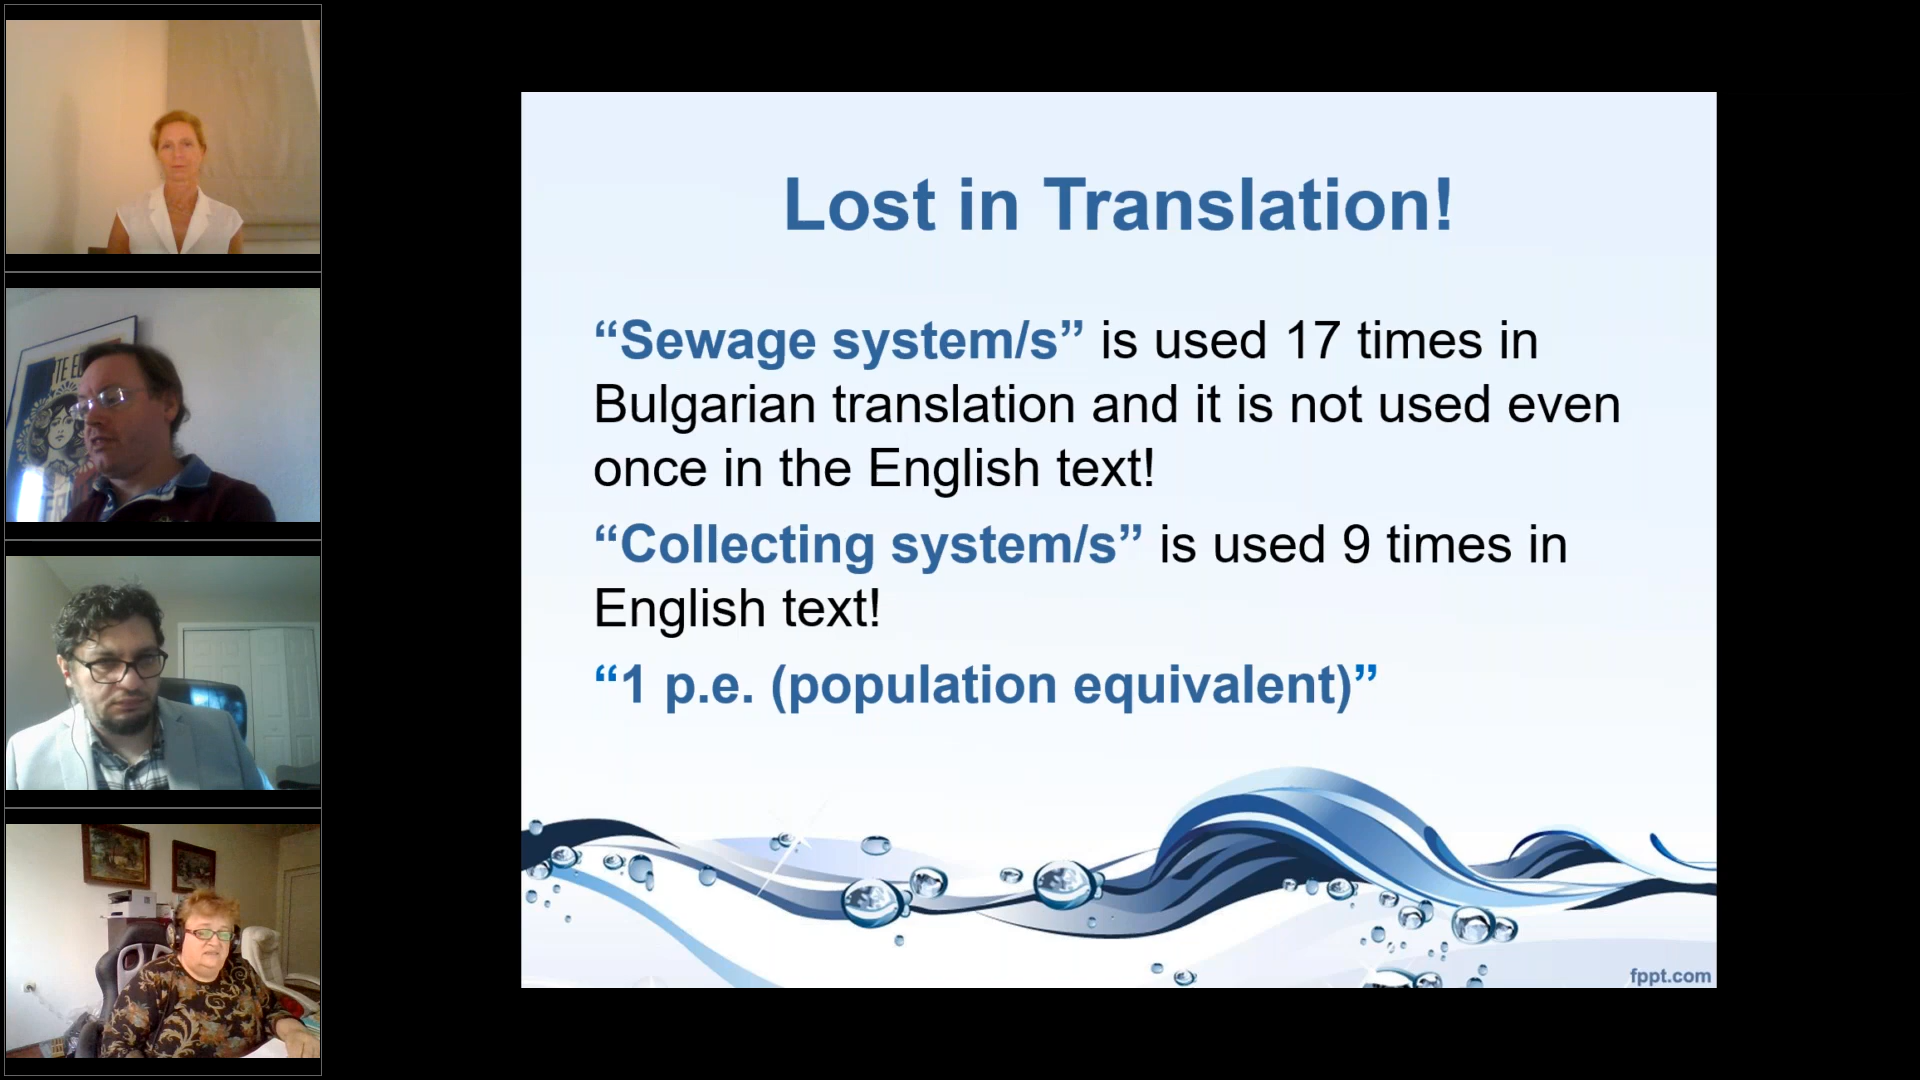 Lost in Translation!
“Sewage system/s” is used 17 times in
Bulgarian translation and it is not used even
once in the English text!
“Collecting system/s” is used 9 times in
English text!
“1 p.e. (population equivalent)”
fppt.com